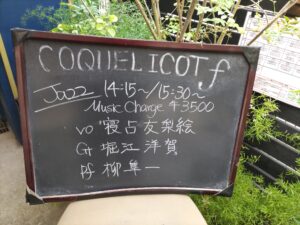 COQUELICOT f
Jazz 14:15~/15:30~
Music Charge ¥3500
vo 寝占友梨絵
Gt 堀江洋賀
Pf 柳隼一